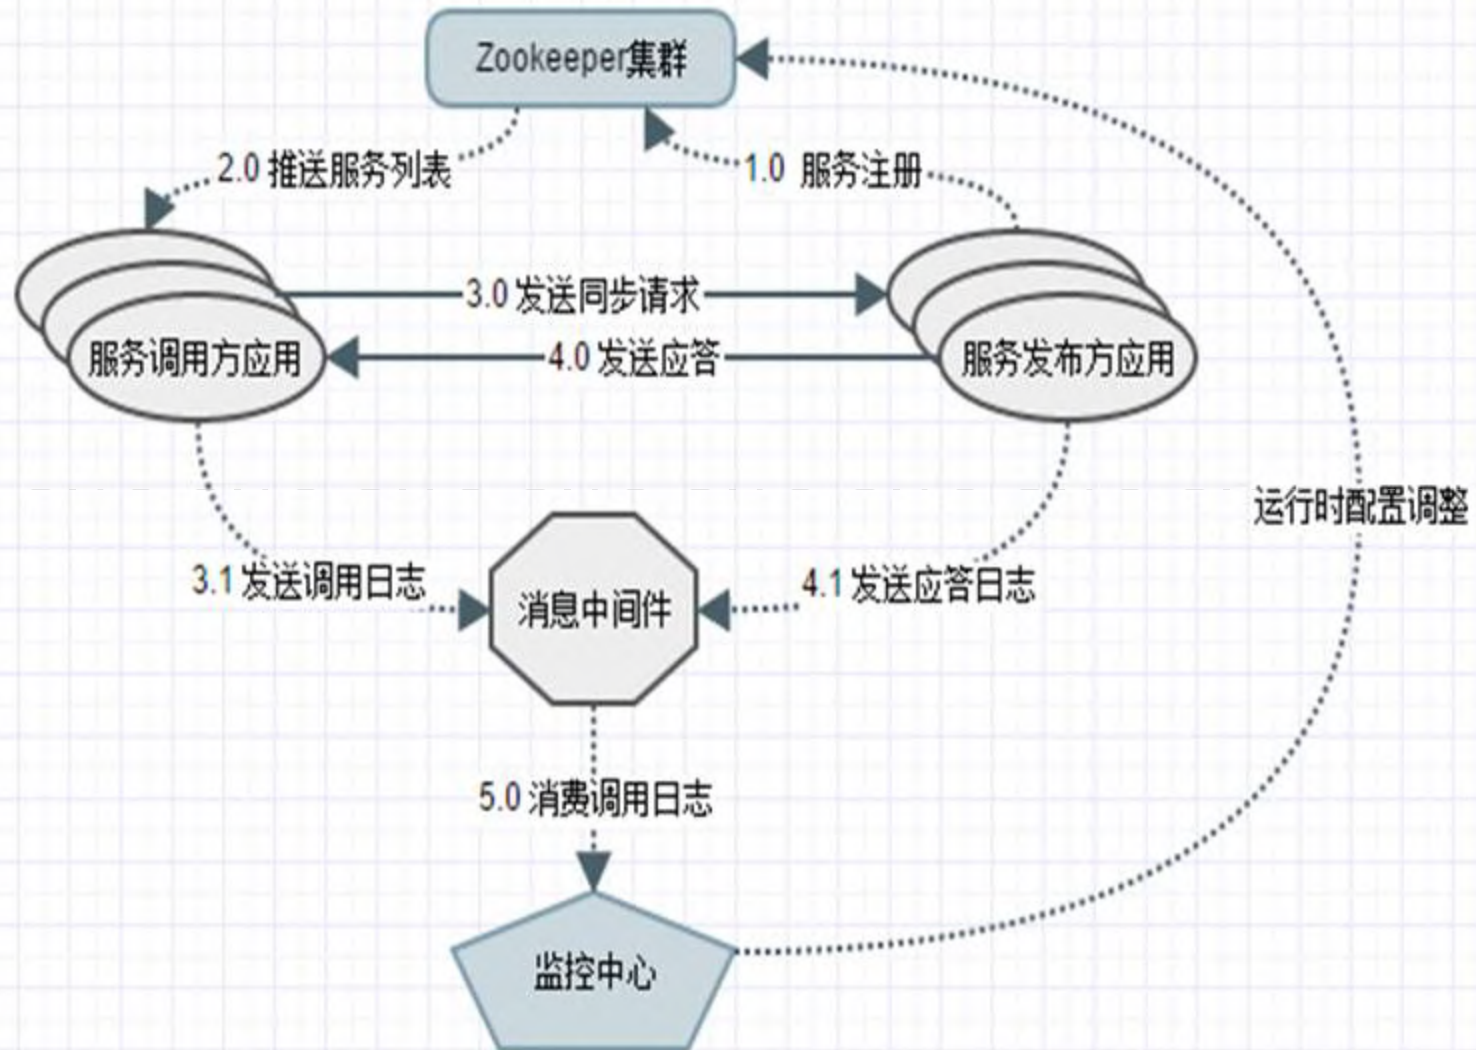 Zookeeper集群
2.0 推送服务列表
1.0 服务注册
3.0 发送同步请求
服务调用方应用
4.0 发送应答
服务发布方应用
运行时配置调整
3.1 发送调用日志
消息中间件
4.1 发送应答日志
5.0 消费调用日志
监控中心